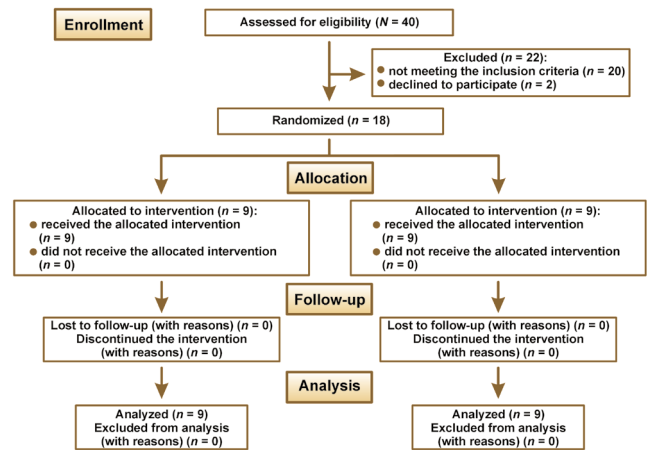 Enrollment
Assessed for eligibility (N = 40)
Excluded (n = 22):
● not meeting the inclusion criteria (n = 20)
● declined to participate (n = 2)
Randomized (n = 18)
Allocation
Allocated to intervention (n = 9):
● received the allocated intervention
(n = 9)
● did not receive the allocated intervention
(n = 0)
Allocated to intervention (n = 9):
● received the allocated intervention
(n = 9)
● did not receive the allocated intervention
(n = 0)
Follow-up
Lost to follow-up (with reasons) (n = 0)
Discontinued the intervention
(with reasons) (n = 0)
Lost to follow-up (with reasons) (n = 0)
Discontinued the intervention
(with reasons) (n = 0)
Analysis
Analyzed (n = 9)
Excluded from analysis
(with reasons) (n = 0)
Analyzed (n = 9)
Excluded from analysis
(with reasons) (n = 0)